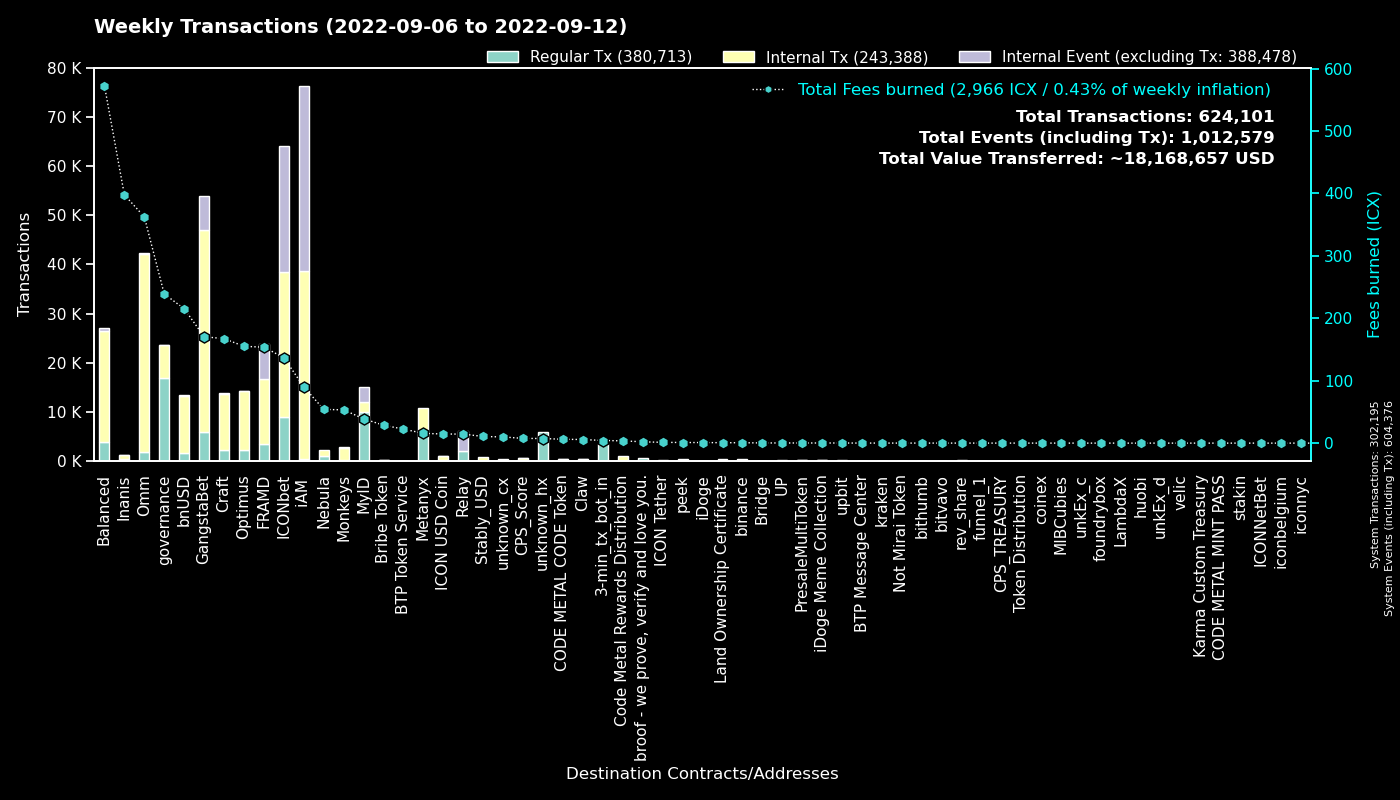 Weekly Transactions (2022-09-06 to 2022-09-12)
Regular Tx (380,713)
Internal Tx (243,388)
Internal Event (excluding Tx: 388,478)
Total Fees burned (2,966 ICX / 0.43% of weekly inflation)
Total Transactions: 624,101
Total Events (including Tx): 1,012,579
Total Value Transferred: ~18,168,657 USD
80 K
70 K
60 K
50 K
40 K
30 K
20 K
10 K
0 K
Transactions
600
500
400
300
200
100
0
Fees burned (ICX)
System Transactions: 302,195
System Events (including Tx): 604,376
Balanced
Inanis
Omm
governance
bnUSD
GangstaBet
Craft
Optimus
FRAMD
ICONbet
iAM
Nebula
Monkeys
MyID
Bribe Token
BTP Token Service
Metanyx
ICON USD Coin
Relay
Stably_USD
unknown_cx
CPS_Score
unknown_hx
CODE METAL CODE Token
Claw
3-min_tx_bot_in
Code Metal Rewards Distribution
broof - we prove, verify and love you.
ICON Tether
peek
iDoge
Land Ownership Certificate
binance
Bridge
UP
PresaleMultiToken
iDoge Meme Collection
upbit
BTP Message Center
kraken
Not Mirai Token
bithumb
bitvavo
rev_share
funnel_1
CPS_TREASURY
Token Distribution
coinex
MIBCubies
unkEx_c
foundrybox
LambdaX
huobi
unkEx_d
velic
Karma Custom Treasury
CODE METAL MINT PASS
stakin
ICONNetBet
iconbelgium
iconnyc
Destination Contracts/Addresses